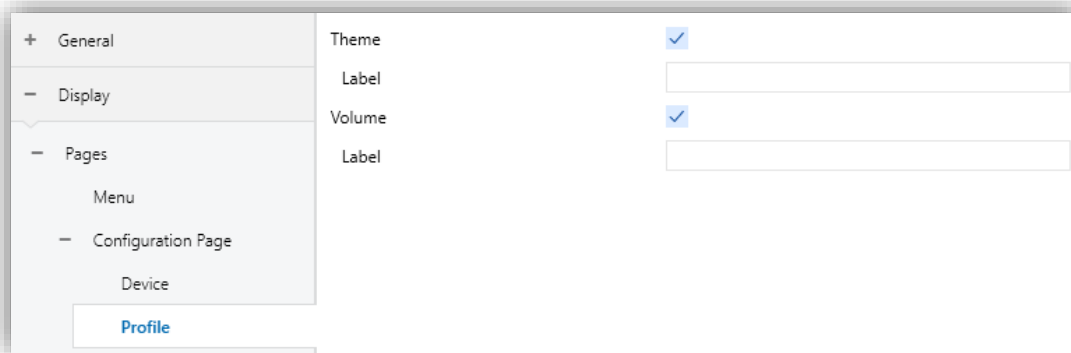 + General
− Display
− Pages
Menu
− Configuration Page
Device
Profile
Theme
Label
Volume
Label